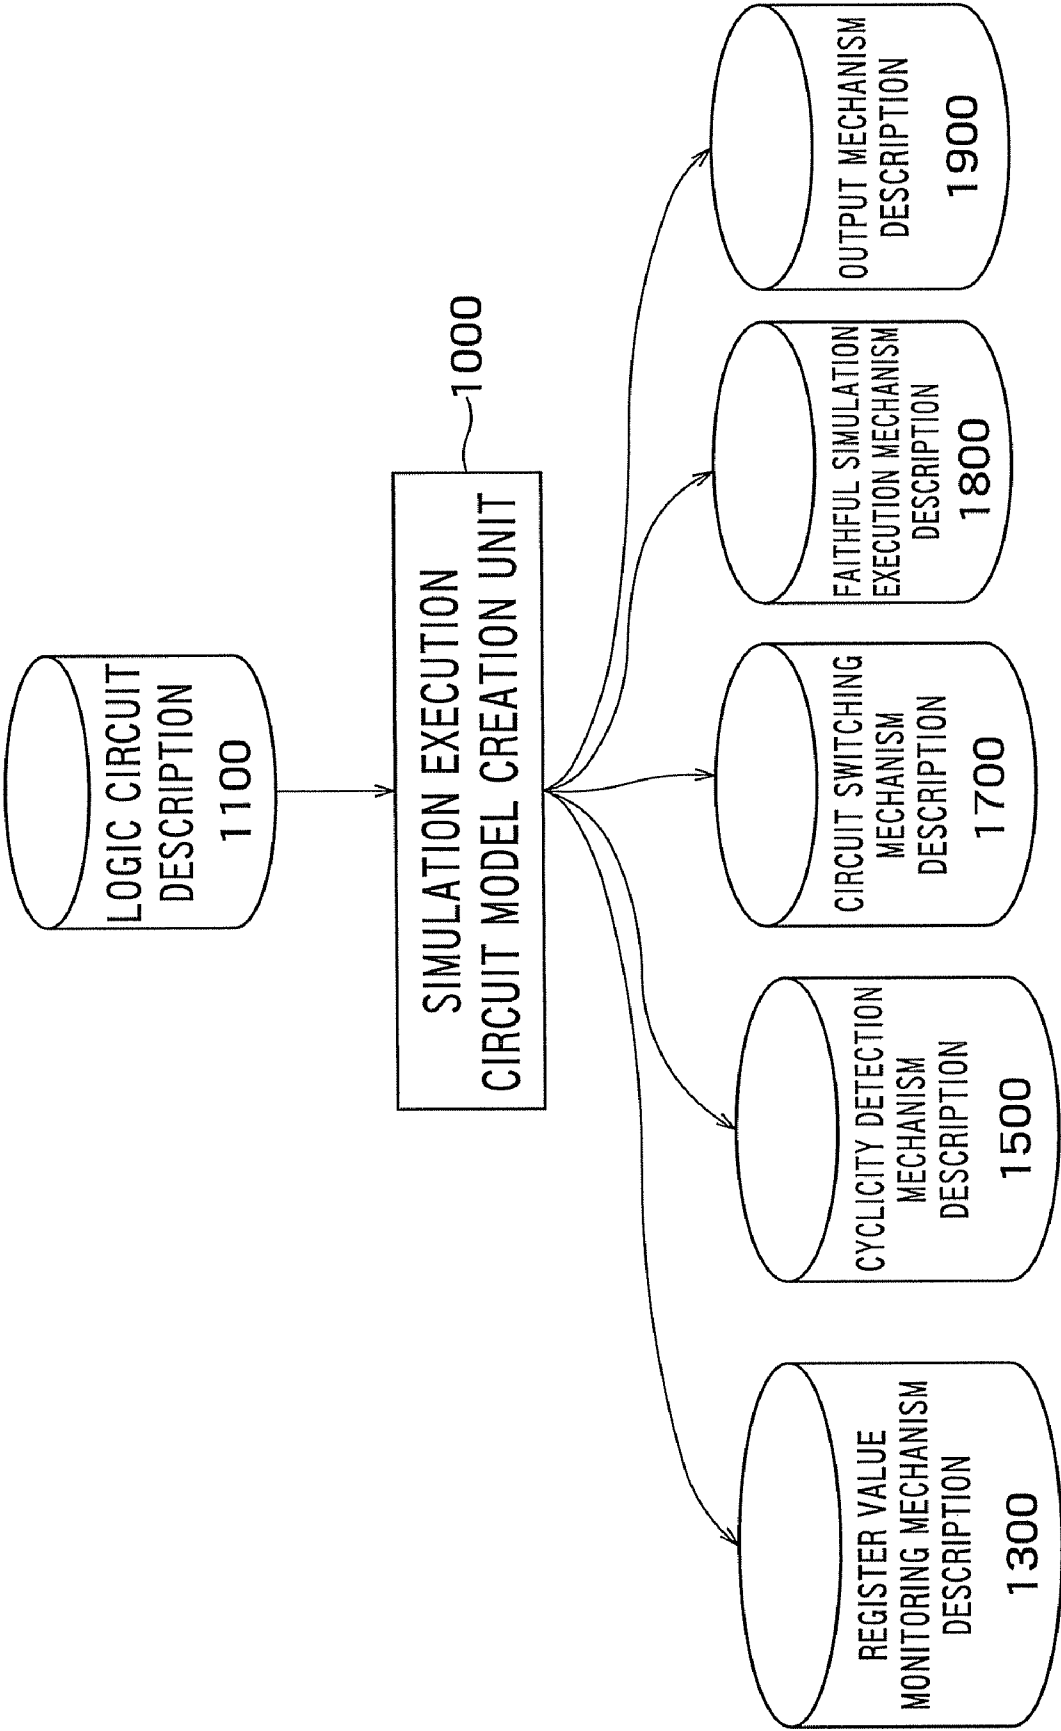 LOGIC CIRCUIT
DESCRIPTION
1100
SIMULATION EXECUTION
CIRCUIT MODEL CREATION UNIT
1000
REGISTER VALUE
MONITORING MECHANISM
DESCRIPTION
1300
CYCLICITY DETECTION
MECHANISM
DESCRIPTION
1500
CIRCUIT SWITCHING
MECHANISM
DESCRIPTION
1700
FAITHFUL SIMULATION
EXECUTION MECHANISM
DESCRIPTION
1800
OUTPUT MECHANISM
DESCRIPTION
1900